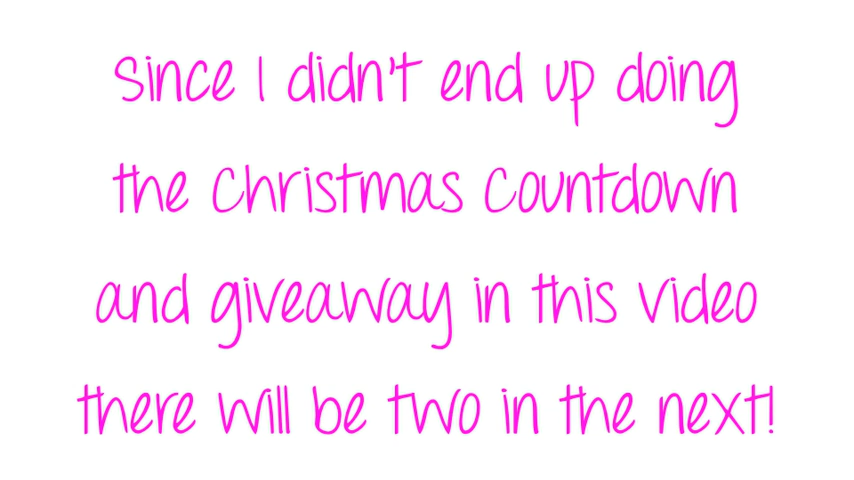 Since I didn't end up doing
the Christmas Countdown
and giveaway in this video
there will be two in the next!